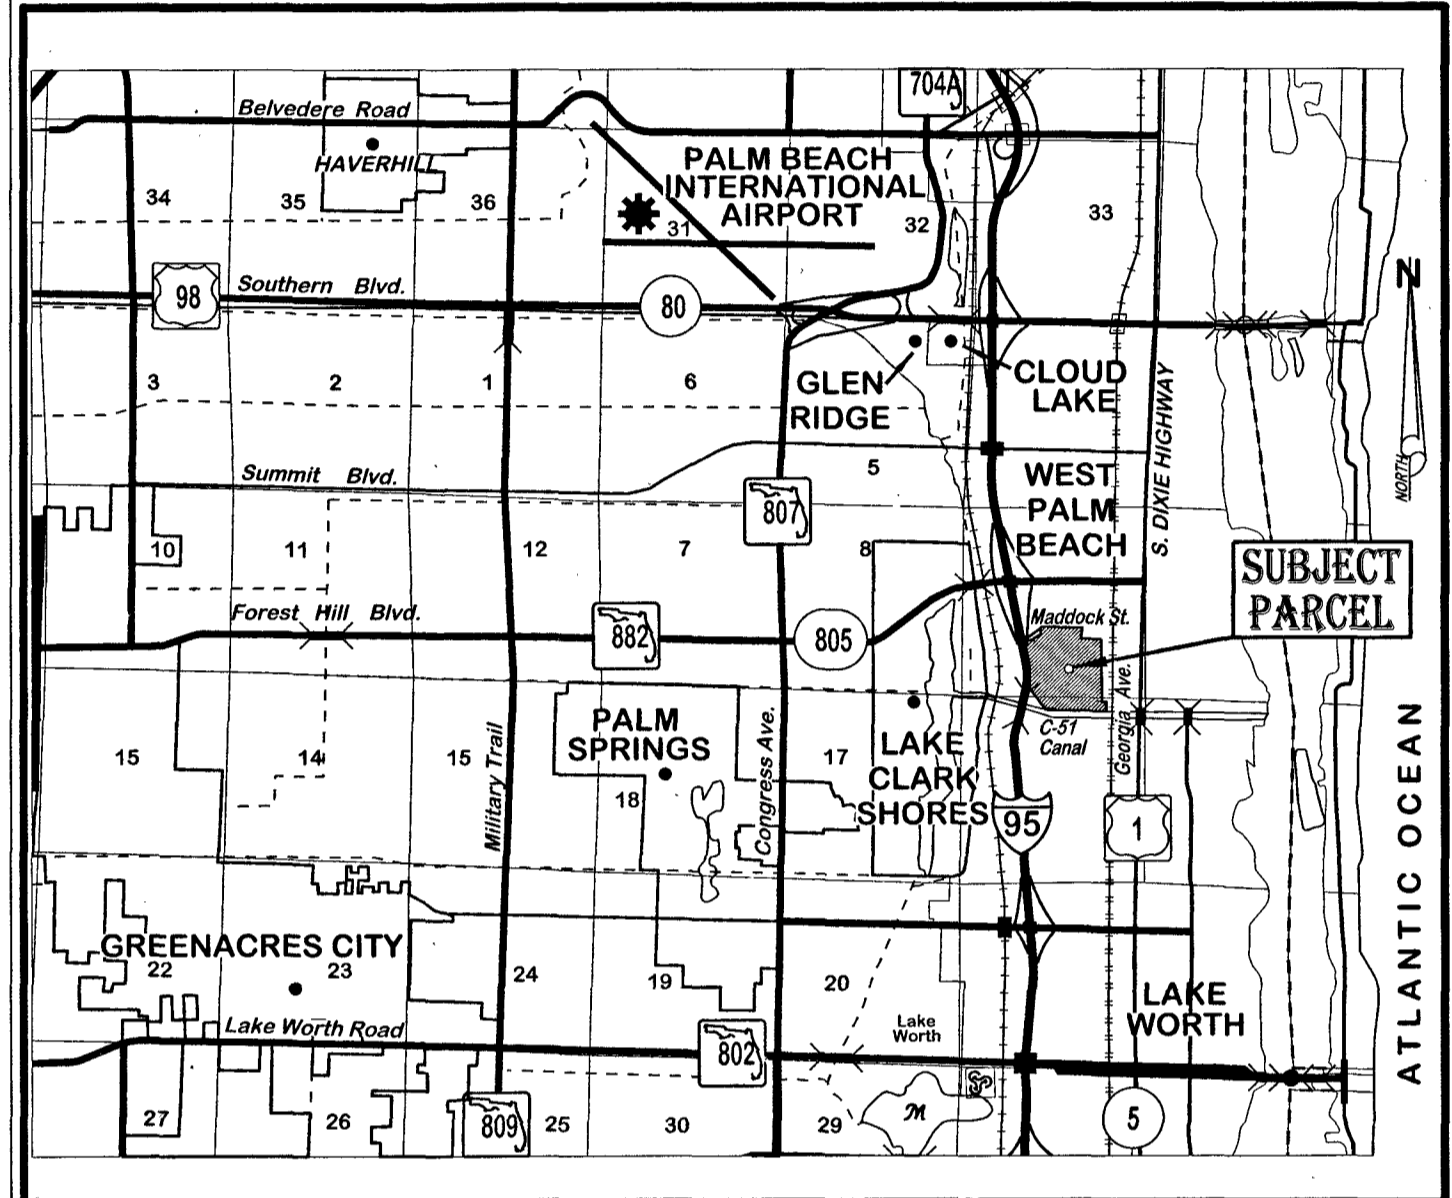 704A
Belvedere Road
HAVERHILL
PALM BEACH
INTERNATIONAL
AIRPORT
34
35
36
31
32
33
98
Southern Blvd.
80
N
NORTH
3
2
1
6
GLEN
RIDGE
CLOUD
LAKE
S. DIXIE HIGHWAY
Summit Blvd.
5
807
WEST
PALM
BEACH
10
11
12
7
8
SUBJECT
PARCEL
Forest Hill Blvd.
882
805
Maddock St.
Georgia Ave.
C-51
Canal
PALM
SPRINGS
Military Trail
Congress Ave.
15
14
15
18
17
LAKE
CLARK
SHORES
95
1
ATLANTIC OCEAN
GREENACRES CITY
22
23
24
19
20
LAKE
WORTH
Lake
Worth
Lake Worth Road
802
27
26
809
25
30
29
5